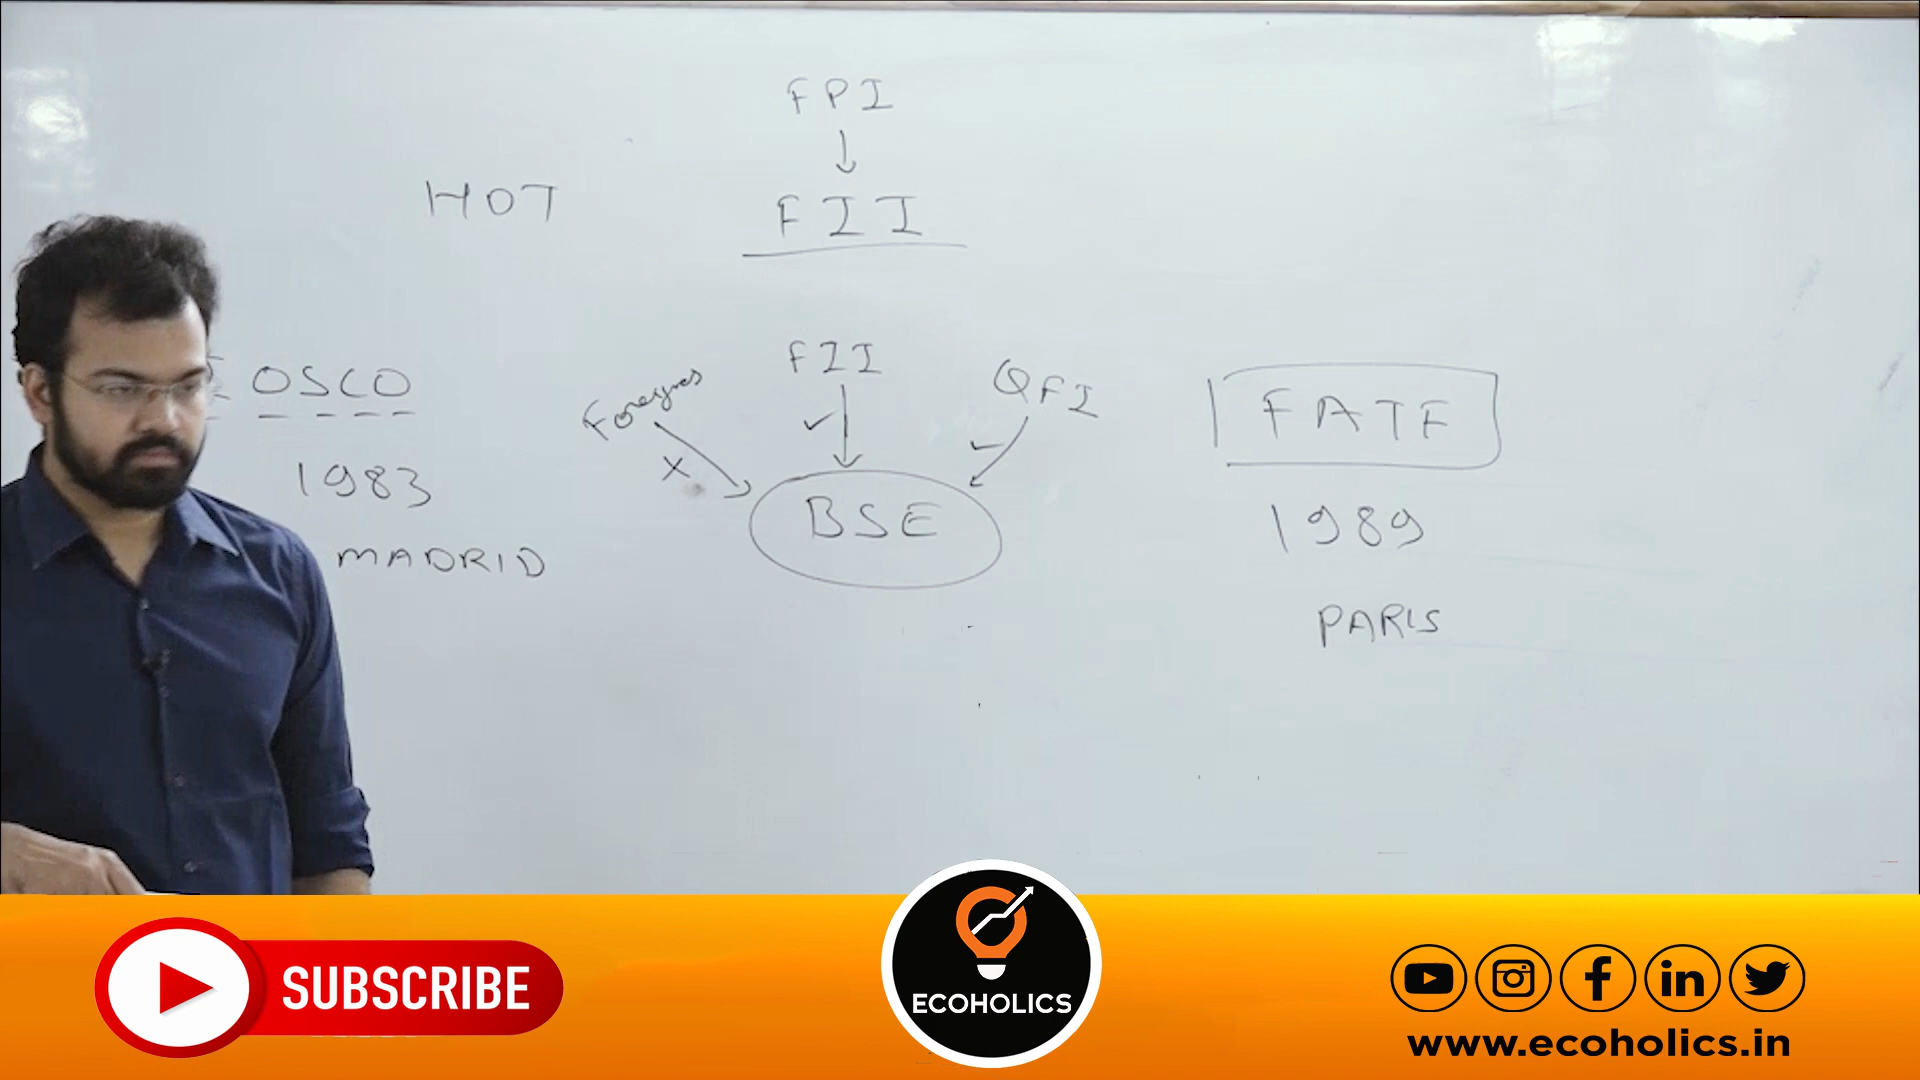 FPI
HOT
FII
FII
Foreigners
QFI
OSCO
FATF
BSE
1983
1989
MADRID
PARIS
SUBSCRIBE
ECOHOLICS
www.ecoholics.in